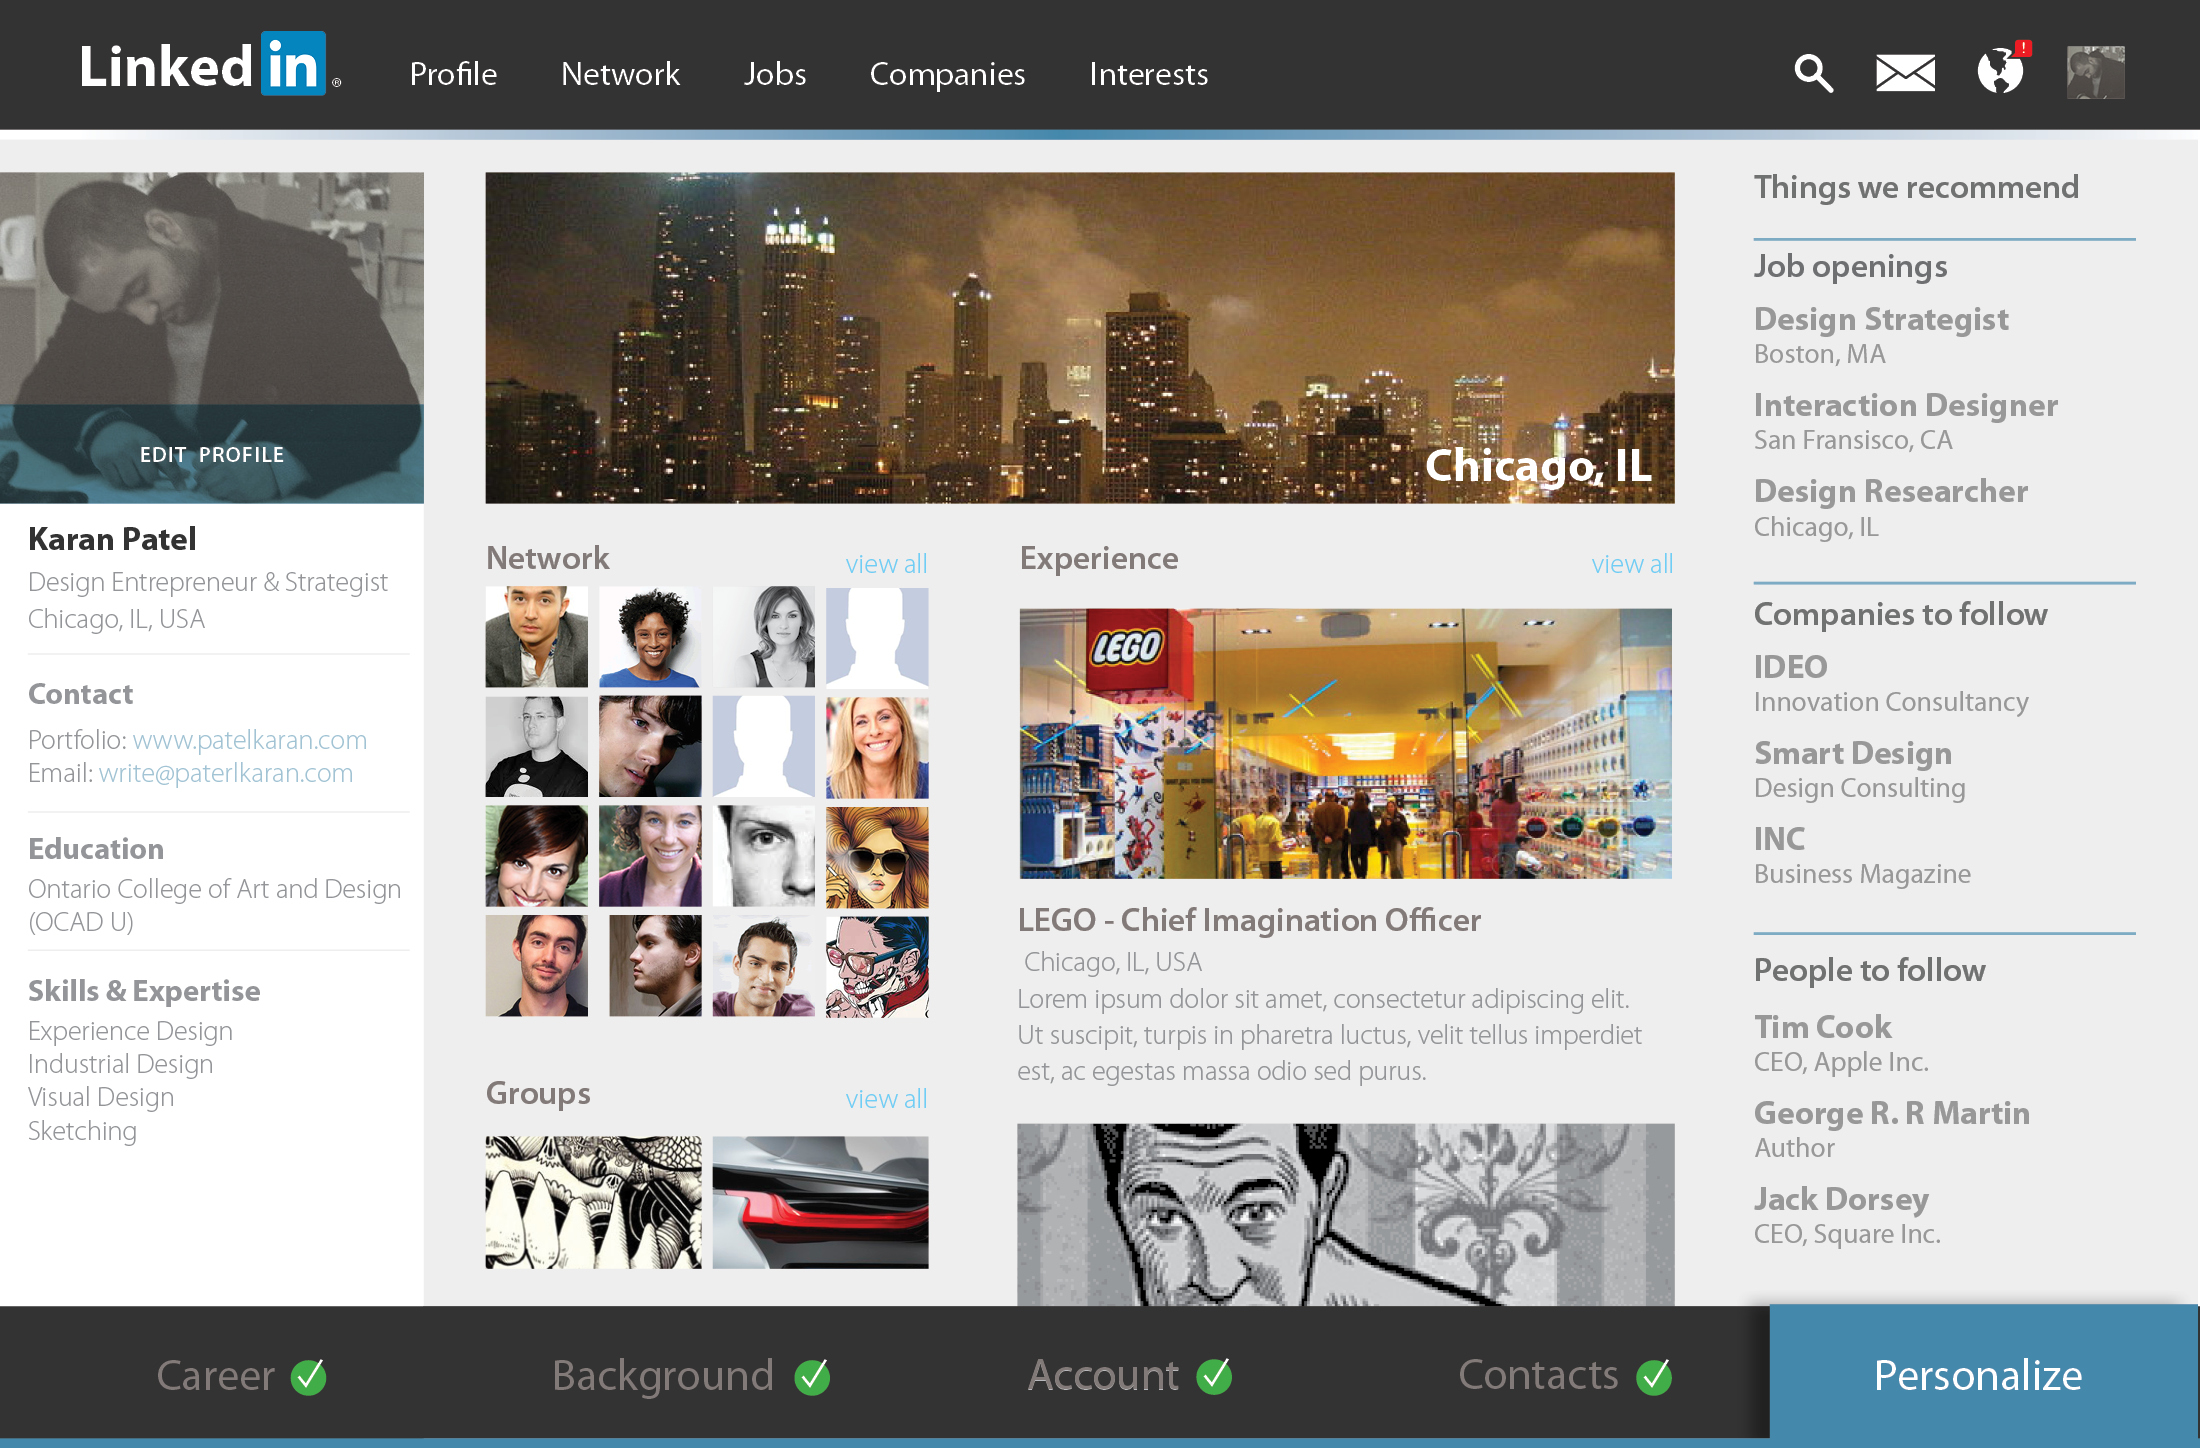 Linked in ®
Profile
Network
Jobs
Companies
Interests
!
EDIT PROFILE
Karan Patel
Design Entrepreneur & Strategist
Chicago, IL, USA
Contact
Portfolio: www.patelkaran.com
Email: write@paterlkaran.com
Education
Ontario College of Art and Design
(OCAD U)
Skills & Expertise
Experience Design
Industrial Design
Visual Design
Sketching
Chicago, IL
Network
view all
Groups
view all
Experience
view all
LEGO
LEGO - Chief Imagination Officer
Chicago, IL, USA
Lorem ipsum dolor sit amet, consectetur adipiscing elit.
Ut suscipit, turpis in pharetra luctus, velit tellus imperdiet
est, ac egestas massa odio sed purus.
Things we recommend
Job openings
Design Strategist
Boston, MA
Interaction Designer
San Fransisco, CA
Design Researcher
Chicago, IL
Companies to follow
IDEO
Innovation Consultancy
Smart Design
Design Consulting
INC
Business Magazine
People to follow
Tim Cook
CEO, Apple Inc.
George R. R Martin
Author
Jack Dorsey
CEO, Square Inc.
Career
Background
Account
Contacts
Personalize